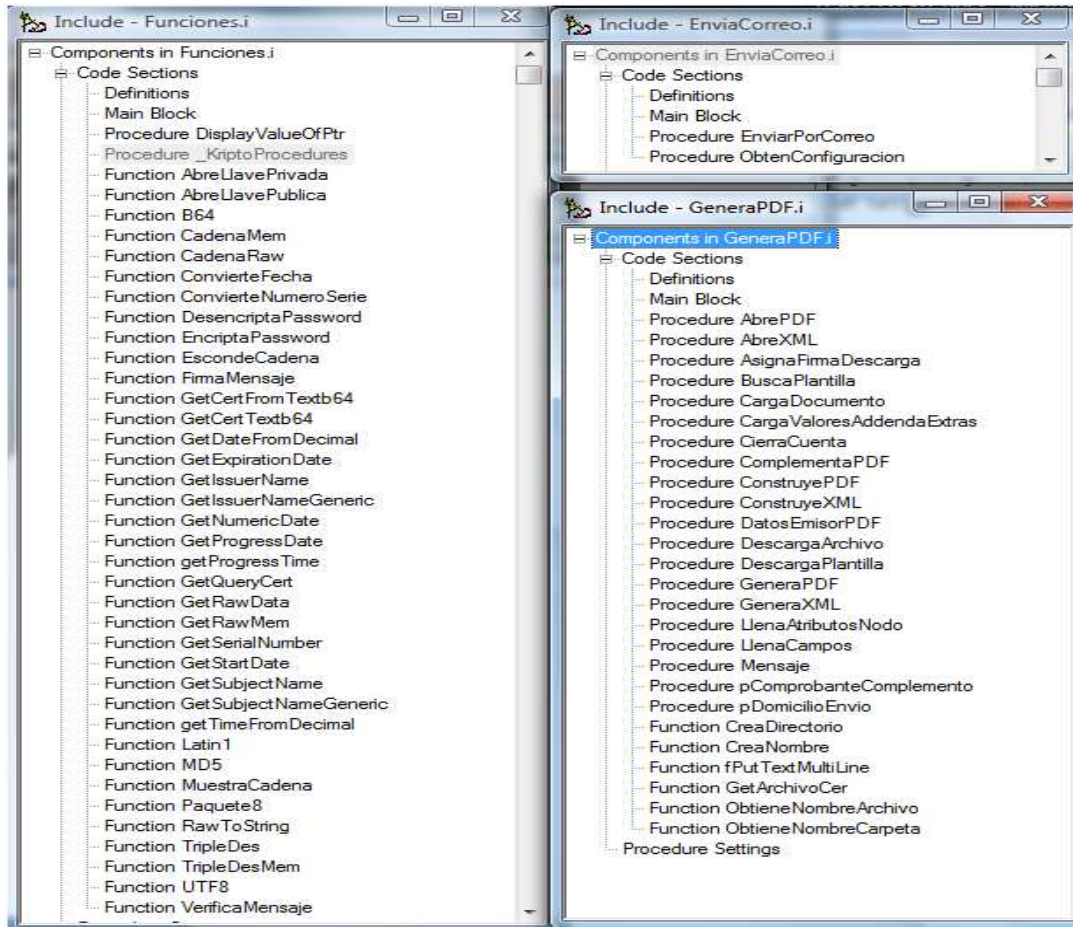 Include - Funciones.i
Components in Funciones.i
Code Sections
Definitions
Main Block
Procedure DisplayValueOfPtr
Procedure _KriptoProcedures
Function AbreLlavePrivada
Function AbreLlavePublica
Function B64
Function CadenaMem
Function CadenaRaw
Function ConvierteFecha
Function ConvierteNumeroSerie
Function DesencriptaPassword
Function EncriptaPassword
Function EscondeCadena
Function FirmaMensaje
Function GetCertFromTextb64
Function GetCertTextb64
Function GetDateFromDecimal
Function GetExpirationDate
Function GetIssuerName
Function GetIssuerNameGeneric
Function GetNumericDate
Function GetProgressDate
Function getProgressTime
Function GetQueryCert
Function GetRawData
Function GetRawMem
Function GetSerialNumber
Function GetStartDate
Function GetSubjectName
Function GetSubjectNameGeneric
Function getTimeFromDecimal
Function Latin1
Function MD5
Function MuestraCadena
Function Paquete8
Function RawToString
Function TripleDes
Function TripleDesMem
Function UTF8
Function VerificaMensaje
Include - EnviaCorreo.i
Components in EnviaCorreo.i
Code Sections
Definitions
Main Block
Procedure EnviarPorCorreo
Procedure ObtenConfiguracion
Include - GeneraPDF.i
Components in GeneraPDF.i
Code Sections
Definitions
Main Block
Procedure AbrePDF
Procedure AbreXML
Procedure AsignaFirmaDescarga
Procedure BuscaPlantilla
Procedure CargaDocumento
Procedure CargaValoresAddendaExtras
Procedure CierraCuenta
Procedure ComplementaPDF
Procedure ConstruyePDF
Procedure ConstruyeXML
Procedure DatosEmisorPDF
Procedure DescargaArchivo
Procedure DescargaPlantilla
Procedure GeneraPDF
Procedure GeneraXML
Procedure LlenaAtributosNodo
Procedure LlenaCampos
Procedure Mensaje
Procedure pComprobanteComplemento
Procedure pDomicilioEnvio
Function CreaDirectorio
Function CreaNombre
Function fPutTextMultiLine
Function GetArchivoCer
Function ObtieneNombreArchivo
Function ObtieneNombreCarpeta
Procedure Settings